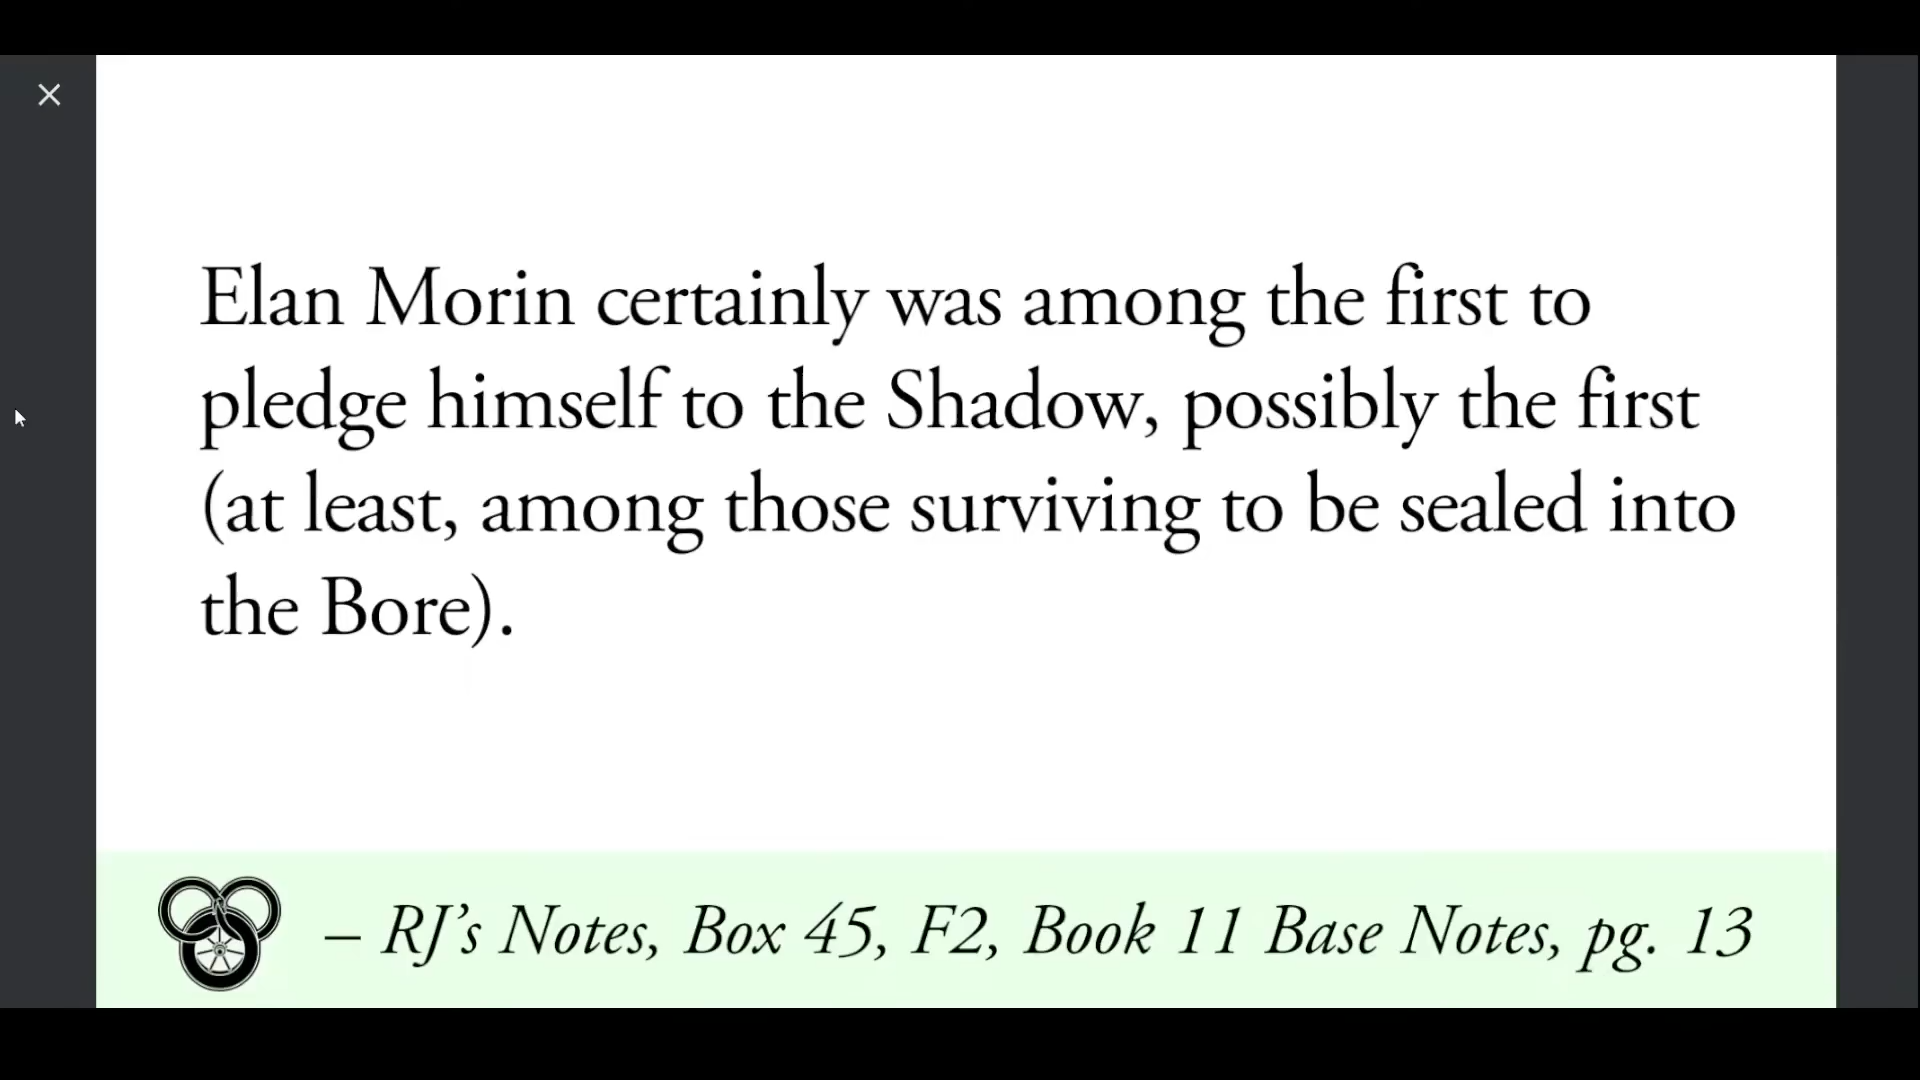 Elan Morin certainly was among the first to
pledge himself to the Shadow, possibly the first
(at least, among those surviving to be sealed into
the Bore).
– RJ’s Notes, Box 45, F2, Book 11 Base Notes, pg. 13